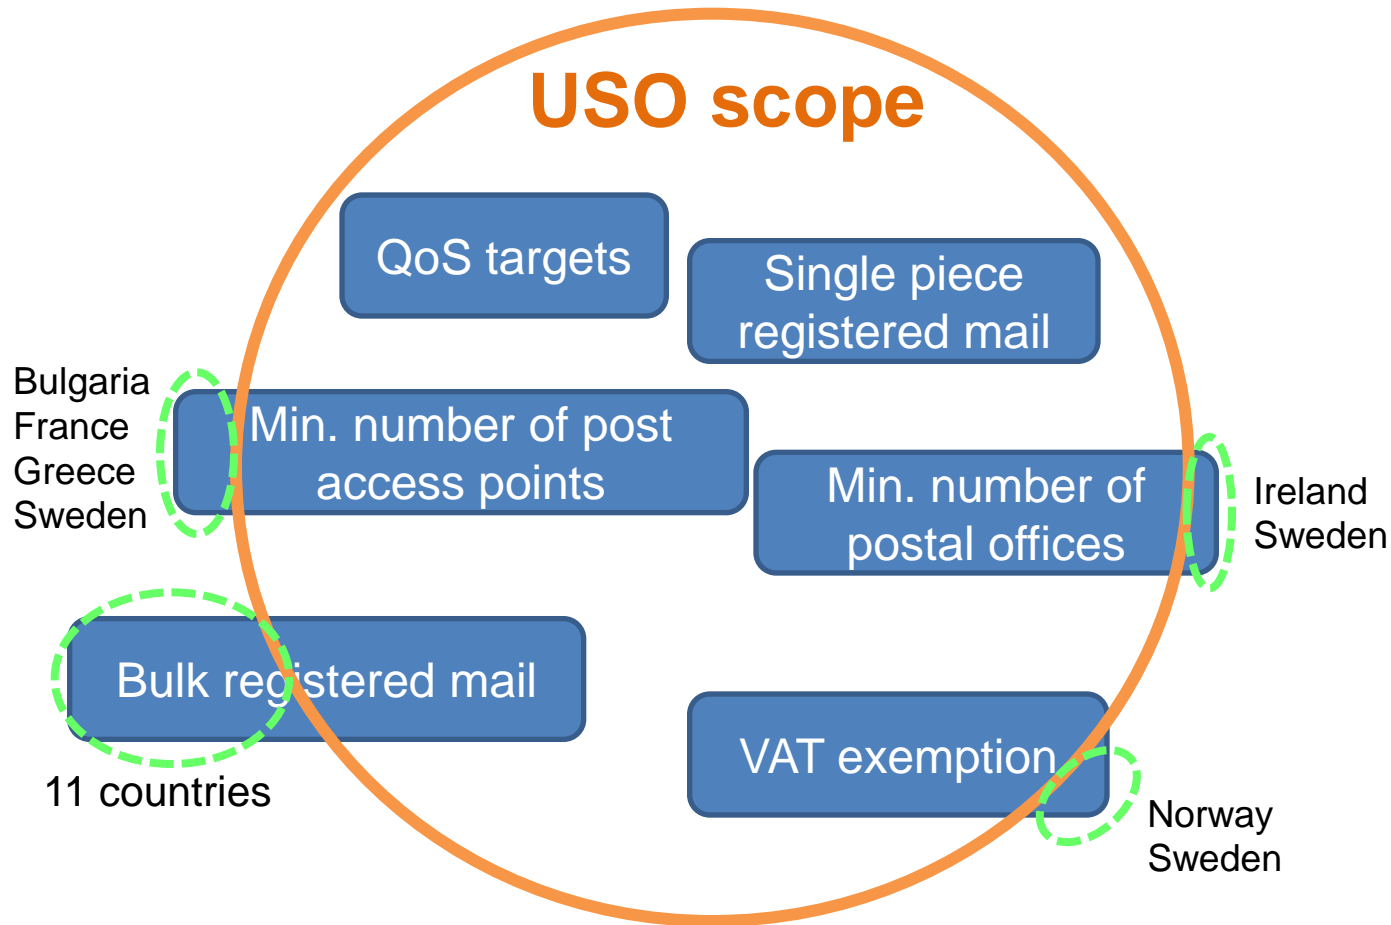 USO scope
QoS targets
Single piece
registered mail
Bulgaria
France
Greece
Sweden
Min. number of post
access points
Min. number of
postal offices
Ireland
Sweden
Bulk registered mail
11 countries
VAT exemption
Norway
Sweden